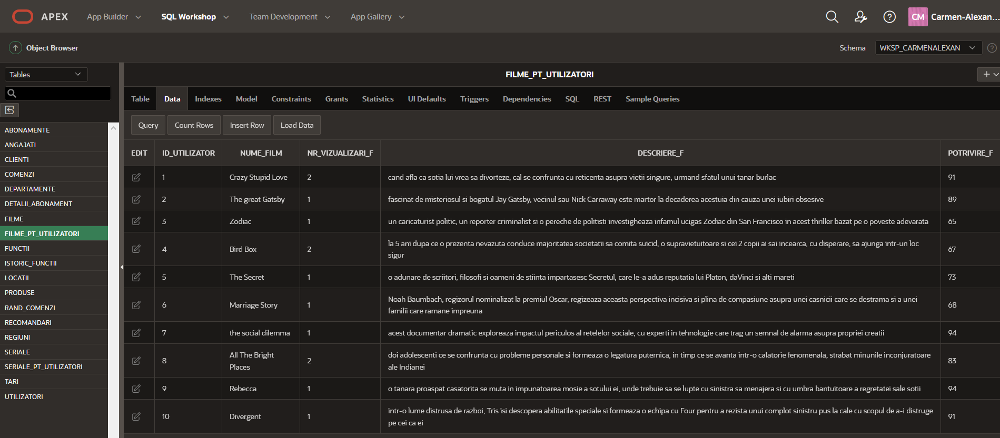 APEX App Builder SQL Workshop Team Development App Gallery CM Carmen-Alexan...
Object Browser Schema WKSP_CARMENALEXAN
Tables
FILME_PT_UTILIZATORI
Table Data Indexes Model Constraints Grants Statistics UI Defaults Triggers Dependencies SQL REST Sample Queries
Query Count Rows Insert Row Load Data
ABONAMENTE
ANGAJATI
CLIENTI
COMENZI
DEPARTAMENTE
DETALII_ABONAMENT
FILME
FILME_PT_UTILIZATORI
FUNCTII
ISTORIC_FUNCTII
LOCATII
PRODUSE
RAND_COMENZI
RECOMANDARI
REGIUNI
SERIALE
SERIALE_PT_UTILIZATORI
TARI
UTILIZATORI
EDIT ID_UTILIZATOR NUME_FILM NR_VIZUALIZARI_F DESCRIERE_F POTRIVIRE_F
1 Crazy Stupid Love 2 cand afla ca sotia lui vrea sa divorteze, cal se confrunta cu reticenta asupra vietii singure, urmand sfatul unui tanar burlac 91
2 The great Gatsby 1 fascinat de misteriosul si bogatul Jay Gatsby, vecinul sau Nick Carraway este martor la decaderea acestuia din cauza unei iubiri obsesive 89
3 Zodiac 1 un caricaturist politic, un reporter criminalist si o pereche de politisti investigheaza infamul ucigas Zodiac din San Francisco in acest thriller bazat pe o poveste adevarata 65
4 Bird Box 2 la 5 ani dupa ce o prezenta nevazuta conduce majoritatea societatii sa comita suicid, o supravietuitoare si cei 2 copii ai sai incearca, cu disperare, sa ajunga intr-un loc
sigur 67
5 The Secret 1 o adunare de scriitori, filosofi si oameni de stiinta impartasesc Secretul, care le-a adus reputatia lui Platon, daVinci si alti mareti 73
6 Marriage Story 1 Noah Baumbach, regizorul nominalizat la premiul Oscar, regizeaza aceasta perspectiva incisiva si plina de compasiune asupra unei casnicii care se destrama si a unei
familii care ramane impreuna 68
7 the social dilemma 1 acest documentar dramatic exploreaza impactul periculos al retelelor sociale, cu experti in tehnologie care trag un semnal de alarma asupra propriei creatii 94
8 All The Bright
Places 2 doi adolescenti ce se confrunta cu probleme personale si formeaza o legatura puternica, in timp ce se avanta intr-o calatorie fenomenala, strabat minunile inconjuratoare
ale Indianei 83
9 Rebecca 1 o tanara proaspat casatorita se muta in impunatoarea mosie a sotului ei, unde trebuie sa se lupte cu sinistra sa menajera si cu umbra bantuitoare a regretatei sale sotii 94
10 Divergent 1 intr-o lume distrusa de razboi, Tris isi descopera abilitatile speciale si formeaza o echipa cu Four pentru a rezista unui complot sinistru pus la cale cu scopul de a-i distruge
pe cei ca ei 91